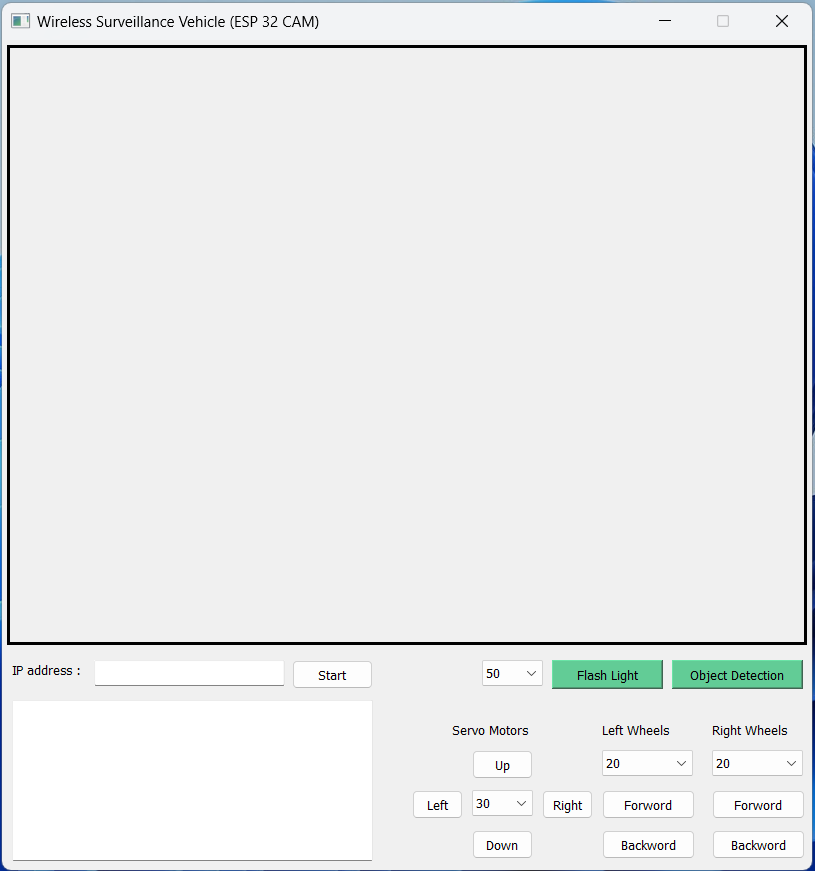 Wireless Surveillance Vehicle (ESP 32 CAM)
IP address :
Start
50
Flash Light
Object Detection
Servo Motors
Left Wheels
Right Wheels
Up
20
20
Left
30
Right
Forword
Forword
Down
Backword
Backword